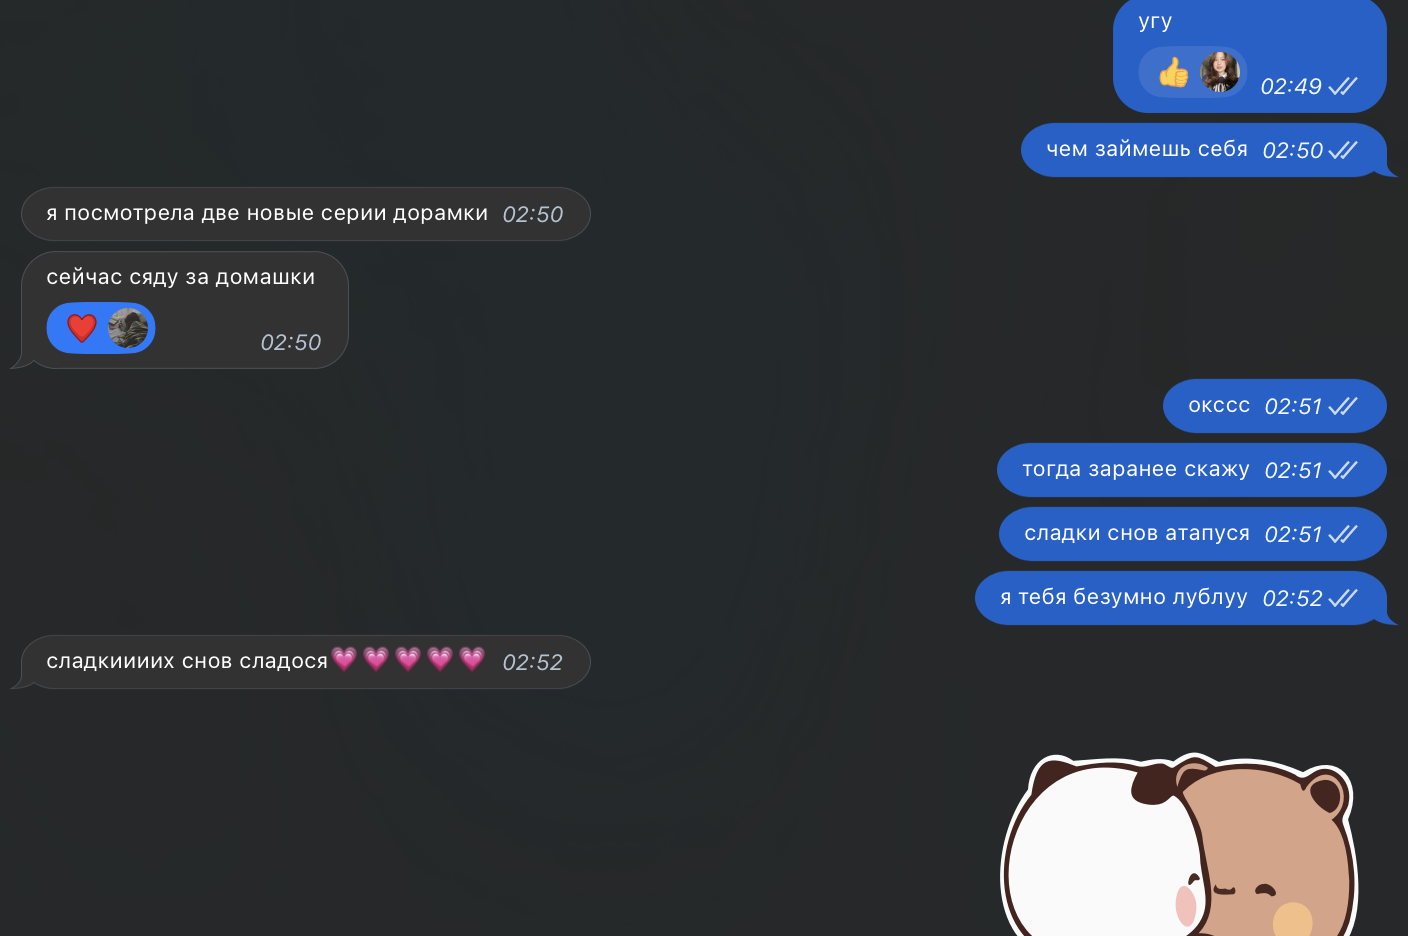 угу
👍 02:49
чем займешь себя 02:50
я посмотрела две новые серии дорамки 02:50
сейчас сяду за домашки
❤️ 02:50
окссс 02:51
тогда заранее скажу 02:51
сладки снов атапуся 02:51
я тебя безумно лублуу 02:52
сладкиииих снов сладося💗💗💗💗💗 02:52